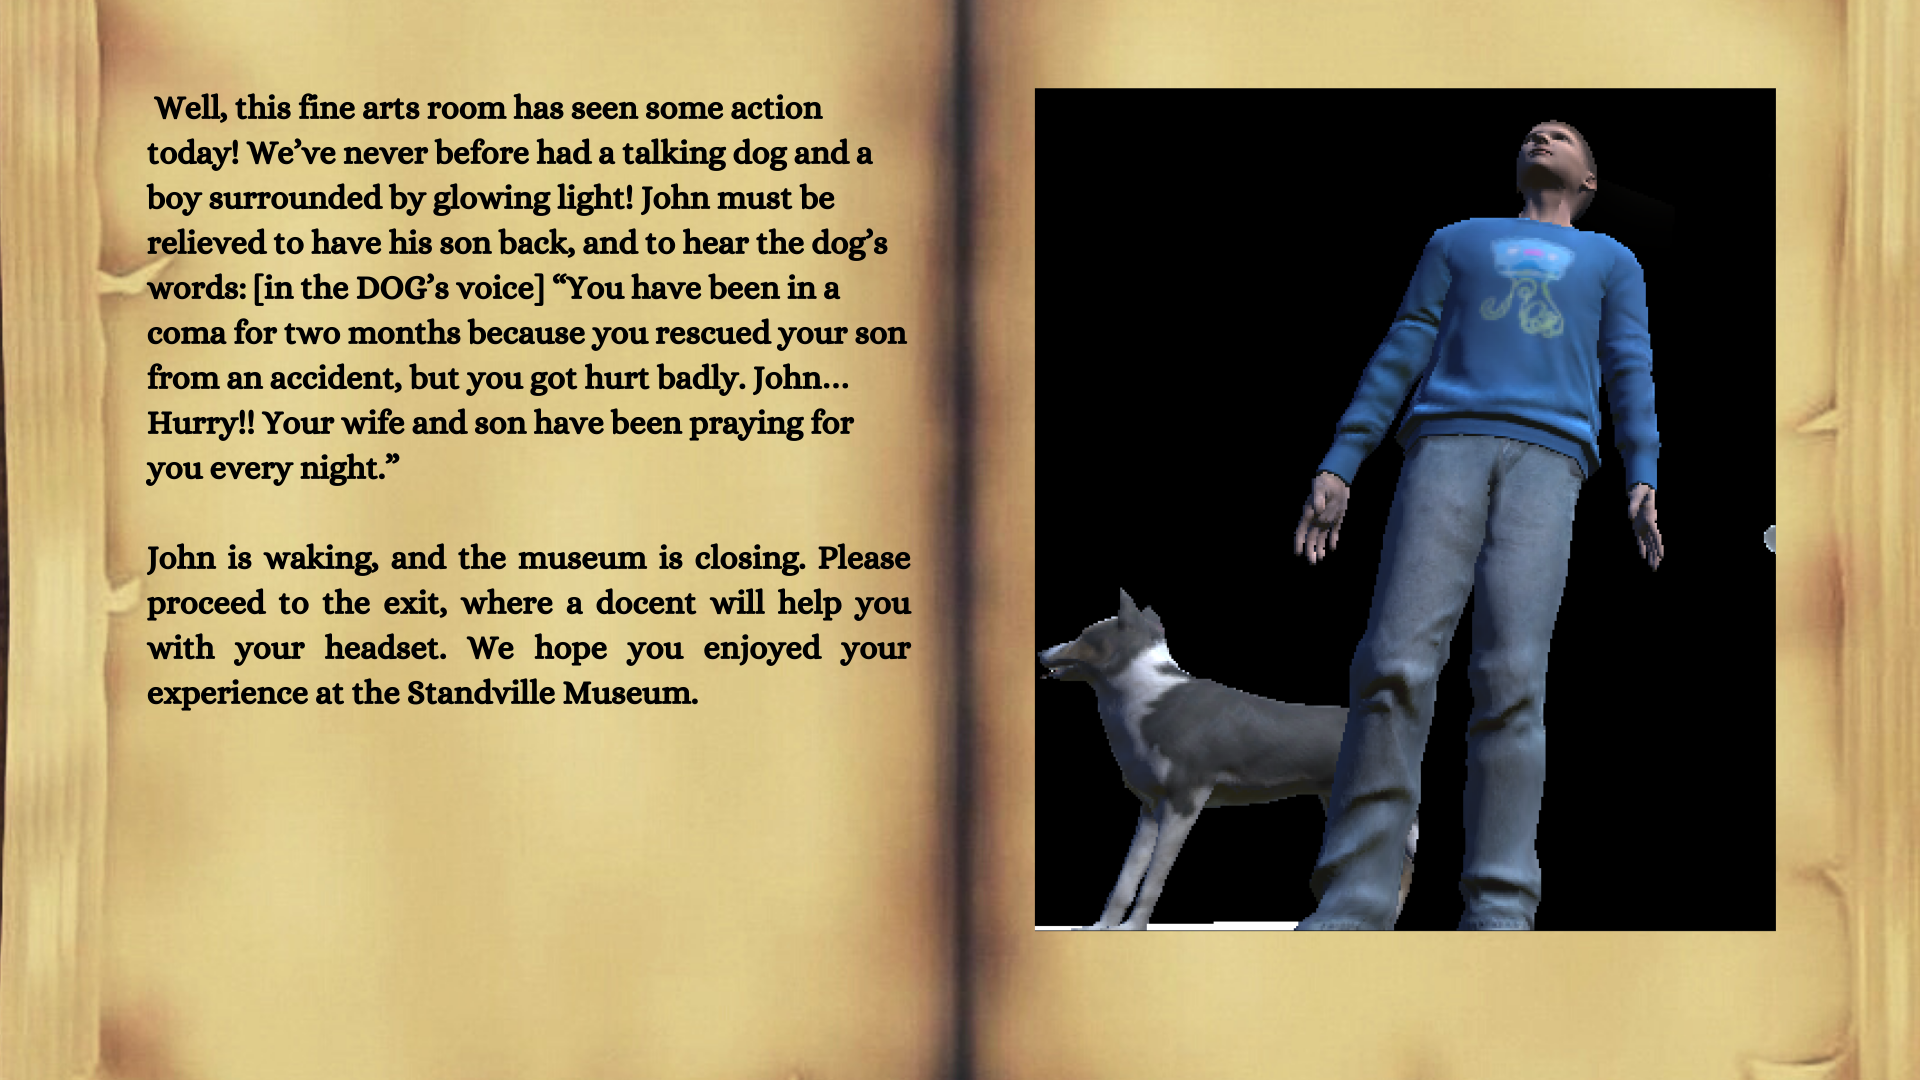 Well, this fine arts room has seen some action
today! We’ve never before had a talking dog and a
boy surrounded by glowing light! John must be
relieved to have his son back, and to hear the dog’s
words: [in the DOG’s voice] “You have been in a
coma for two months because you rescued your son
from an accident, but you got hurt badly. John...
Hurry!! Your wife and son have been praying for
you every night.”
John is waking, and the museum is closing. Please
proceed to the exit, where a docent will help you
with your headset. We hope you enjoyed your
experience at the Standville Museum.